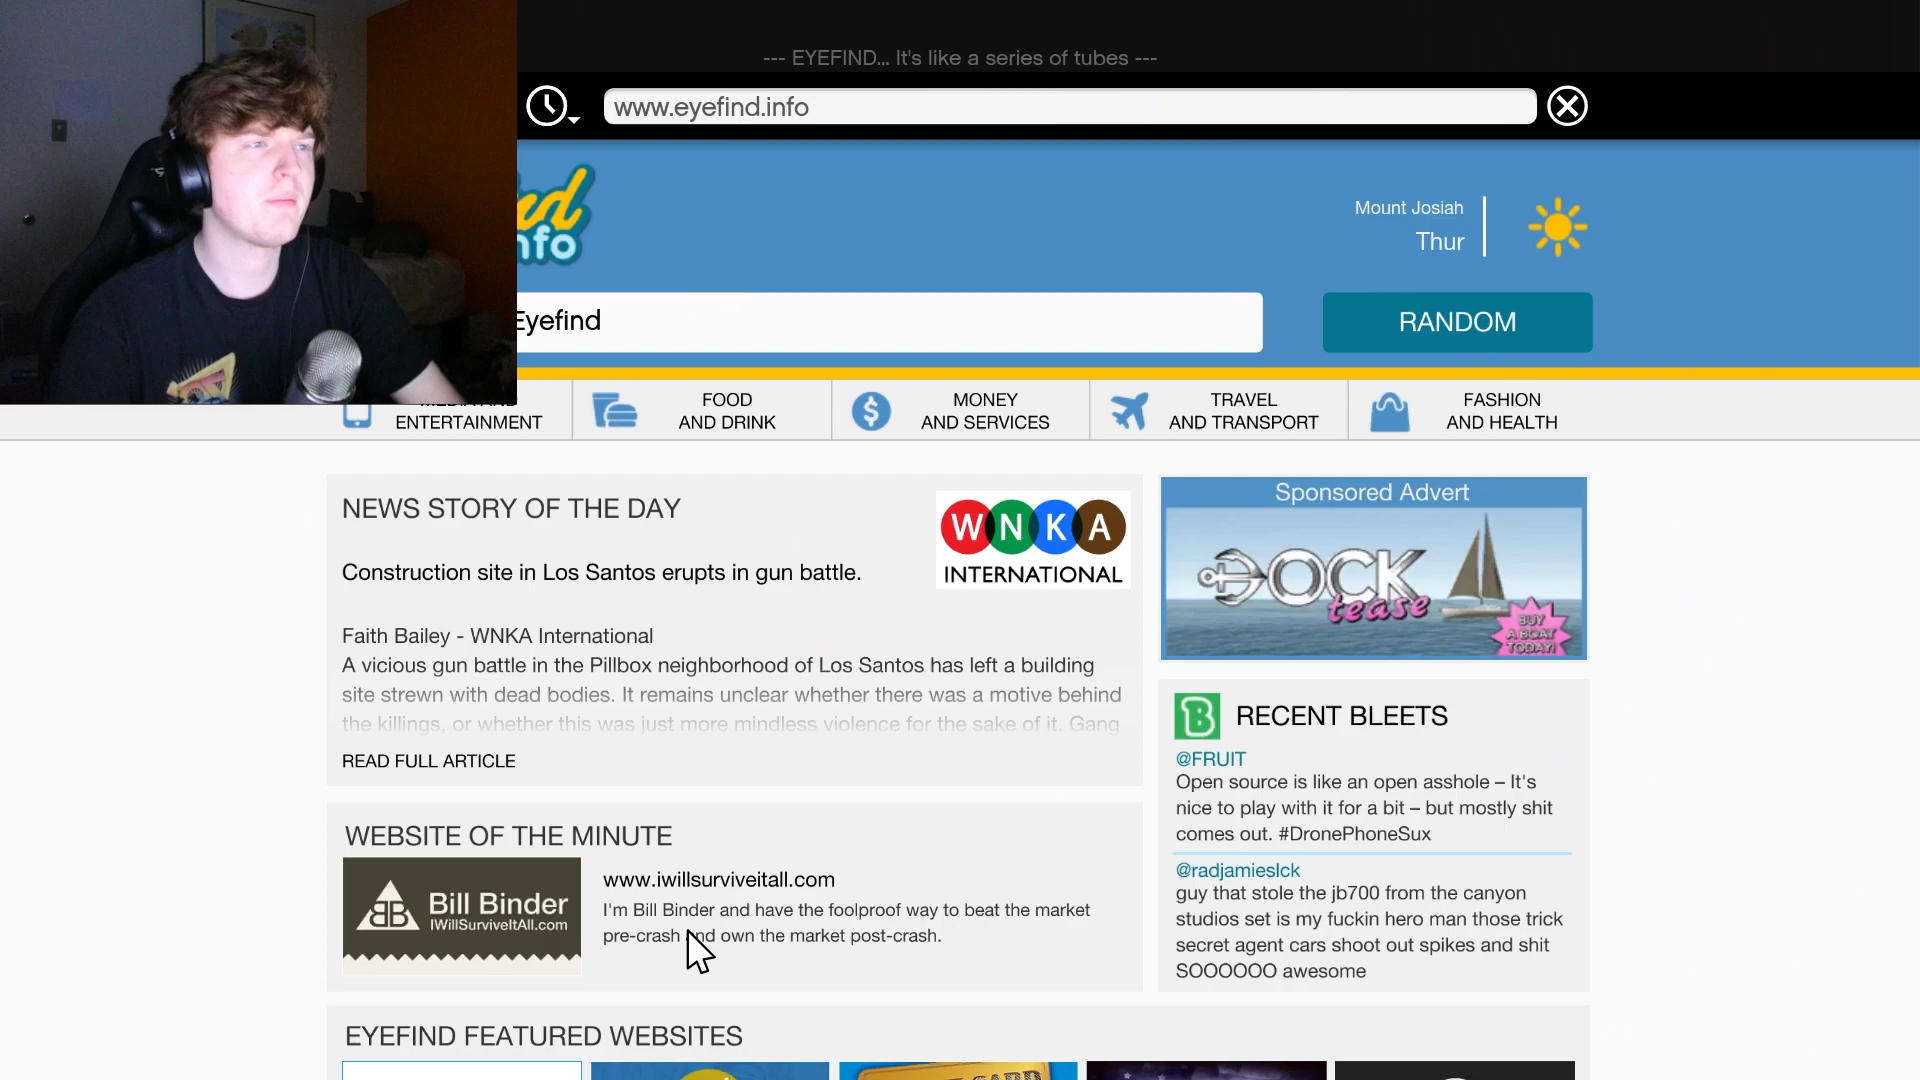 --- EYEFIND... It's like a series of tubes ---
www.eyefind.info
nd
nfo
Mount Josiah
Thur
Eyefind
RANDOM
ENTERTAINMENT
FOOD
AND DRINK
MONEY
AND SERVICES
TRAVEL
AND TRANSPORT
FASHION
AND HEALTH
NEWS STORY OF THE DAY
WNKA
INTERNATIONAL
Construction site in Los Santos erupts in gun battle.
Faith Bailey - WNKA International
A vicious gun battle in the Pillbox neighborhood of Los Santos has left a building
site strewn with dead bodies. It remains unclear whether there was a motive behind
the killings, or whether this was just more mindless violence for the sake of it. Gang
READ FULL ARTICLE
Sponsored Advert
DOCK
tease
BUY
A BOAT
TODAY!
RECENT BLEETS
@FRUIT
Open source is like an open asshole – It's
nice to play with it for a bit – but mostly shit
comes out. #DronePhoneSux
@radjamieslck
guy that stole the jb700 from the canyon
studios set is my fuckin hero man those trick
secret agent cars shoot out spikes and shit
SOOOOOO awesome
WEBSITE OF THE MINUTE
BB
Bill Binder
IWillSurviveItAll.com
www.iwillsurviveitall.com
I'm Bill Binder and have the foolproof way to beat the market
pre-crash and own the market post-crash.
EYEFIND FEATURED WEBSITES